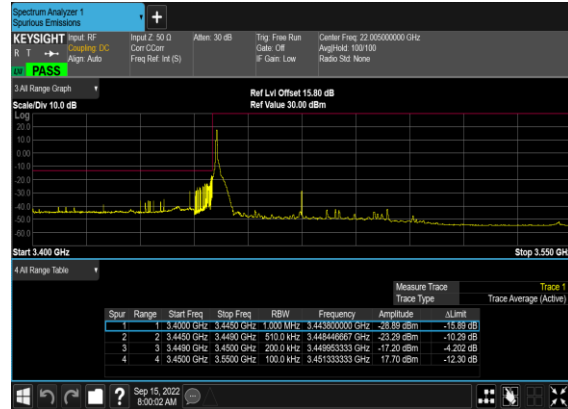 Spectrum Analyzer 1
Spurious Emissions
KEYSIGHT Input: RF Input Z: 50 Ω Atten: 30 dB Trig: Free Run Center Freq: 22.005000000 GHz
R T Coupling: DC Corr CCorr Gate: Off Avg|Hold: 100/100
Align: Auto Freq Ref: Int (S) IF Gain: Low Radio Std: None
PASS
3 All Range Graph
Ref Lvl Offset 15.80 dB
Scale/Div 10.0 dB Ref Value 30.00 dBm
Log
20.0
10.0
0.00
-10.0
-20.0
-30.0
-40.0
-50.0
-60.0
Start 3.400 GHz Stop 3.550 GHz
4 All Range Table
Measure Trace Trace 1
Trace Type Trace Average (Active)
Spur Range Start Freq Stop Freq RBW Frequency Amplitude ΔLimit
1 1 3.4000 GHz 3.4450 GHz 1.000 MHz 3.443800000 GHz -28.89 dBm -15.89 dB
2 2 3.4450 GHz 3.4490 GHz 510.0 kHz 3.448446667 GHz -23.29 dBm -10.29 dB
3 3 3.4490 GHz 3.4500 GHz 200.0 kHz 3.449953333 GHz -17.20 dBm -4.202 dB
4 4 3.4500 GHz 3.5500 GHz 100.0 kHz 3.451333333 GHz 17.70 dBm -12.30 dB
?
Sep 15, 2022
8:00:02 AM